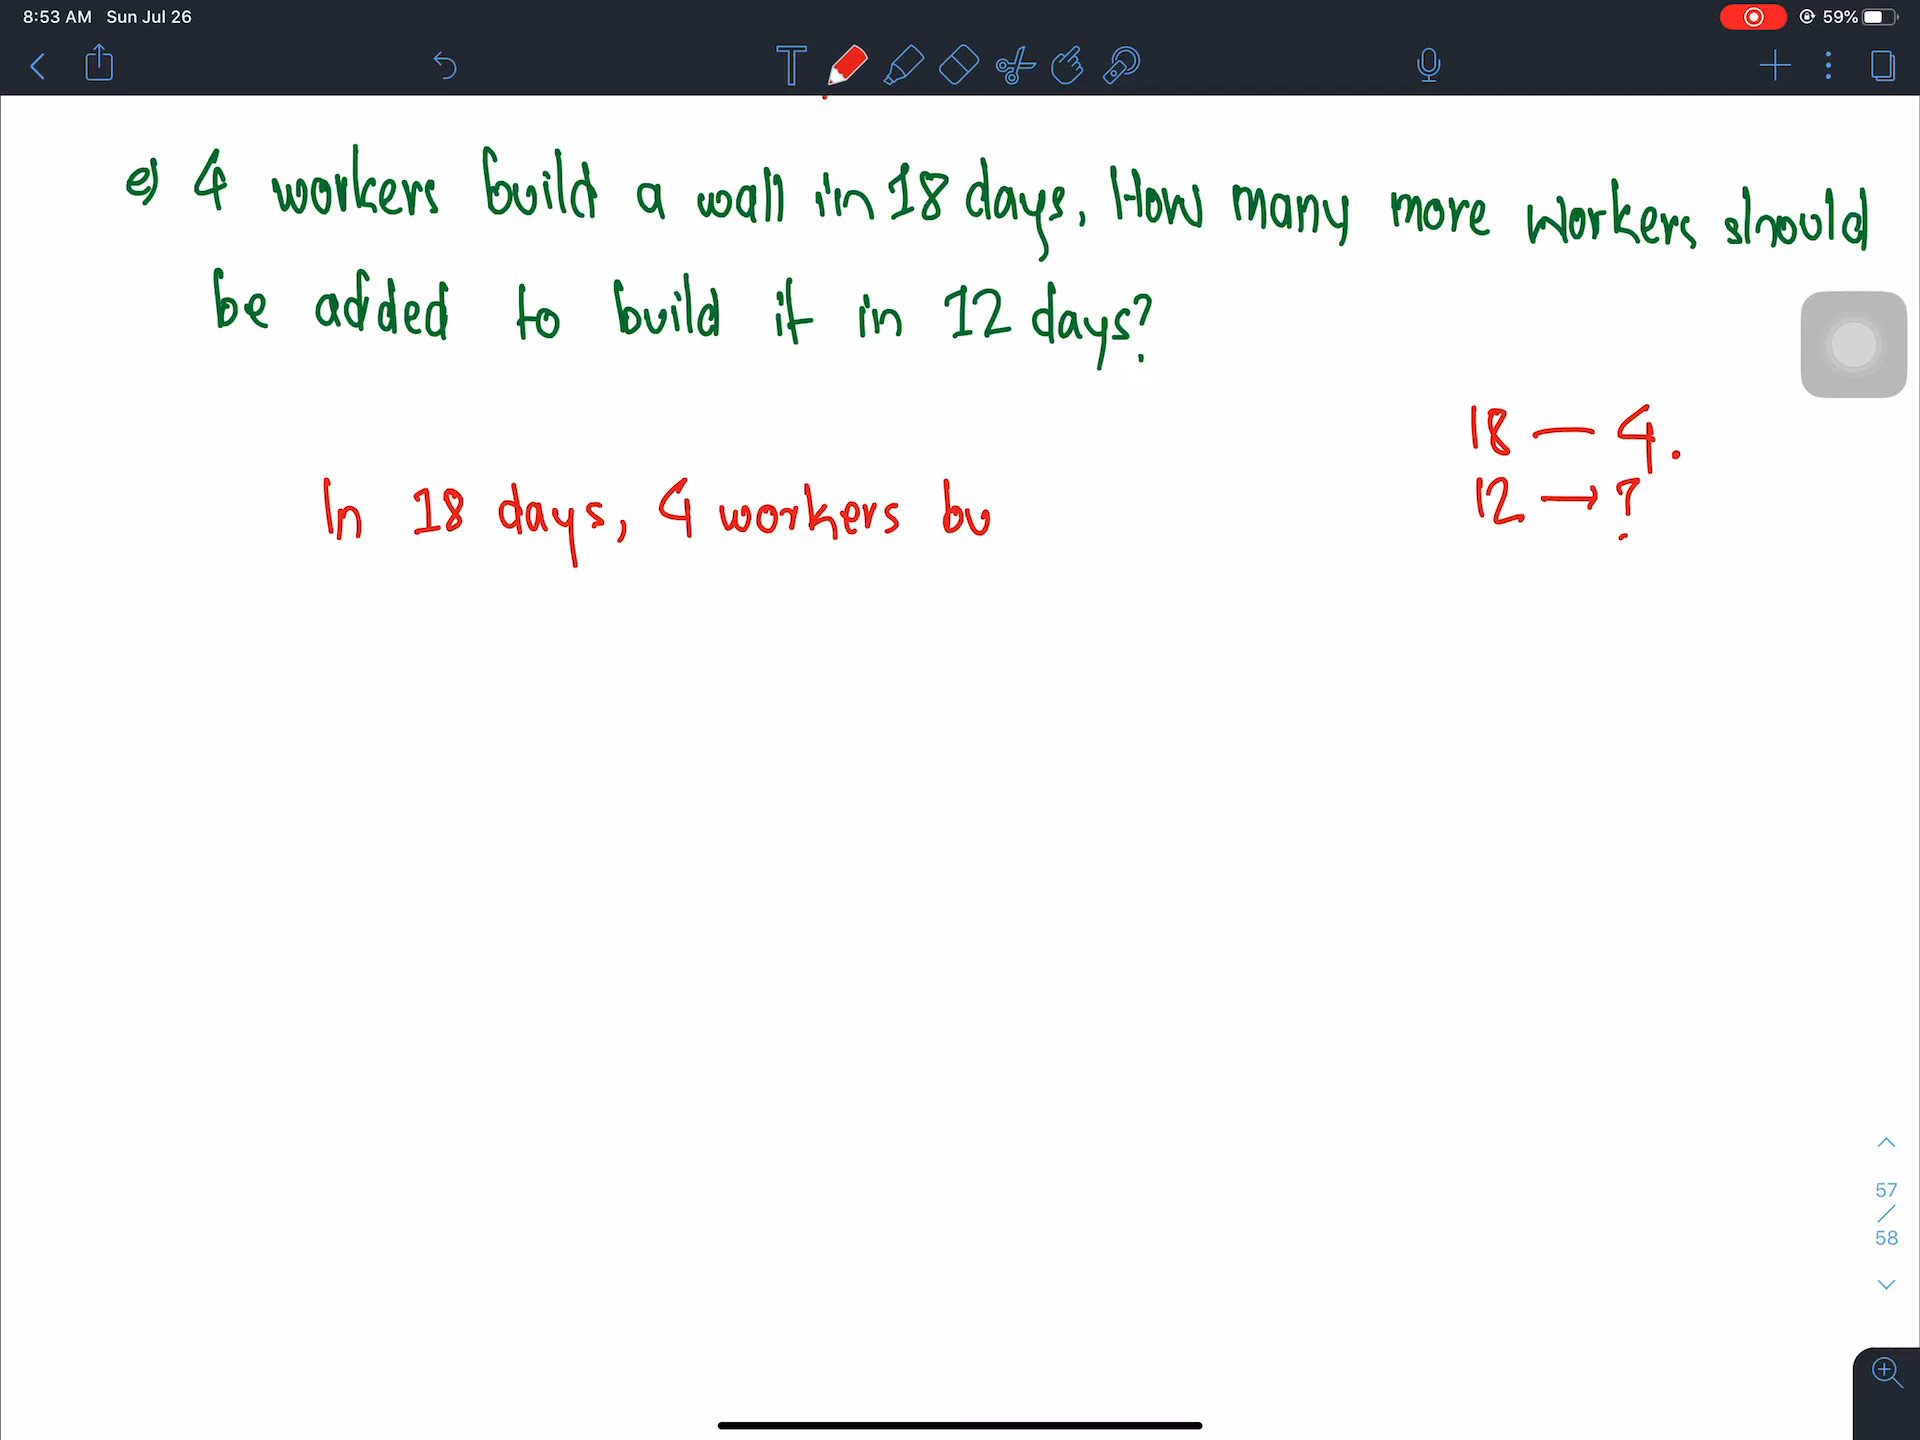 8:53 AM Sun Jul 26
59%
T
e) 4 workers build a wall in 18 days. How many more workers should
be added to build it in 12 days?
18 — 4.
12 → ?
In 18 days, 4 workers bu
57
/
58